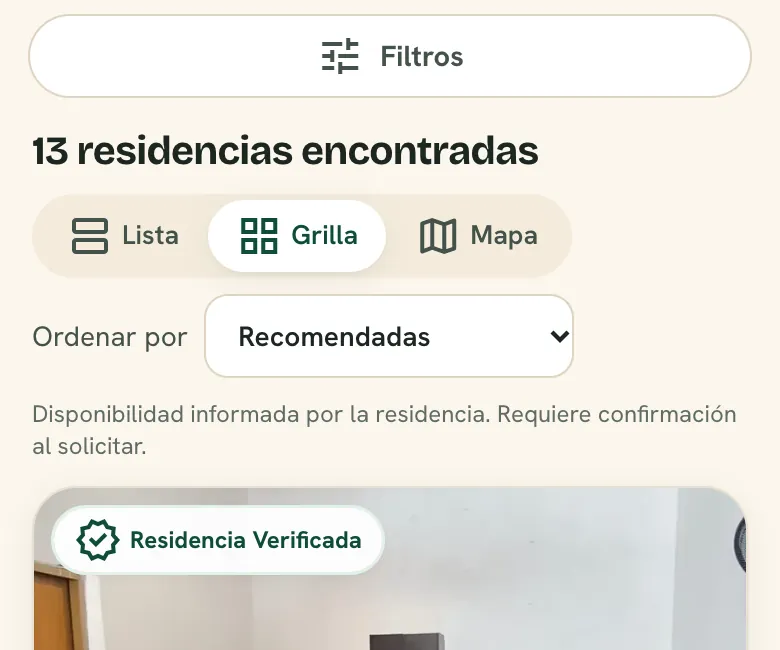 Filtros
13 residencias encontradas
Lista Grilla Mapa
Ordenar por Recomendadas
Disponibilidad informada por la residencia. Requiere confirmación
al solicitar.
Residencia Verificada